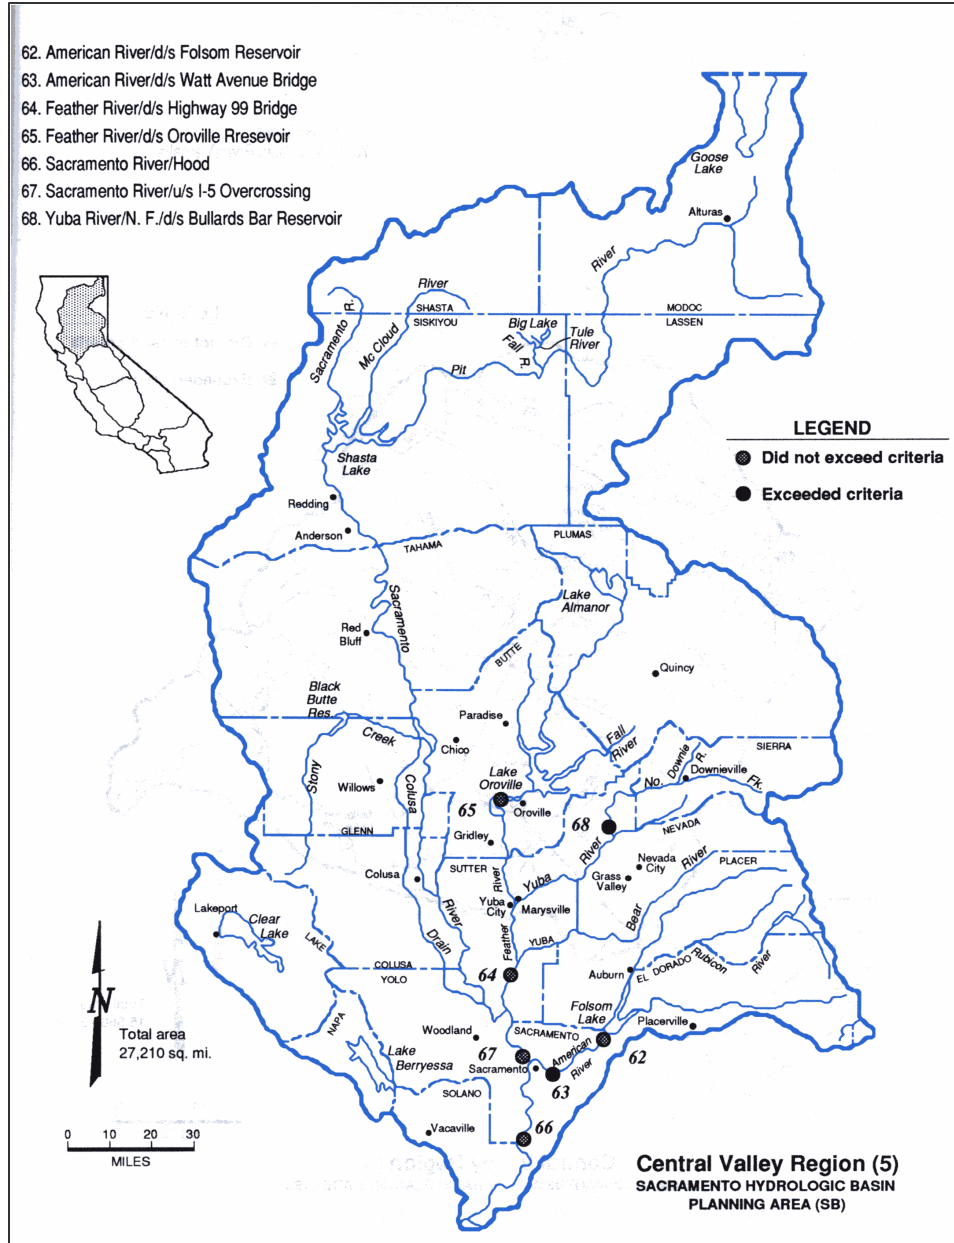 62. American River/d/s Folsom Reservoir
63. American River/d/s Watt Avenue Bridge
64. Feather River/d/s Highway 99 Bridge
65. Feather River/d/s Oroville Rresevoir
66. Sacramento River/Hood
67. Sacramento River/u/s I-5 Overcrossing
68. Yuba River/N. F./d/s Bullards Bar Reservoir
Goose
Lake
Alturas
River
River
SHASTA
SISKIYOU
MODOC
LASSEN
Sacramento R.
Mc Cloud
Big Lake
Fall R.
Tule
River
Pit
Shasta
Lake
LEGEND
Did not exceed criteria
Exceeded criteria
Redding
Anderson
TAHAMA
PLUMAS
Sacramento
Lake
Almanor
Red
Bluff
BUTTE
Quincy
Black
Butte
Res.
Paradise
Creek
Chico
Fall
River
SIERRA
Stony
Willows
Colusa
Lake
Oroville
No. Downie R.
Downieville
Fk.
65
Oroville
68
GLENN
Gridley
NEVADA
River
SUTTER
Nevada
City
River
PLACER
Colusa
River
Yuba
Grass
Valley
Lakeport
Clear
Lake
River
Yuba
City
Marysville
Bear
LAKE
Drain
Feather
YUBA
COLUSA
YOLO
64
Auburn
EL DORADO
Rubicon
River
N
NAPA
Folsom
Lake
Total area
27,210 sq. mi.
Woodland
SACRAMENTO
Placerville
Lake
Berryessa
67
Sacramento
American
River
62
63
SOLANO
Vacaville
66
0 10 20 30
MILES
Central Valley Region (5)
SACRAMENTO HYDROLOGIC BASIN
PLANNING AREA (SB)